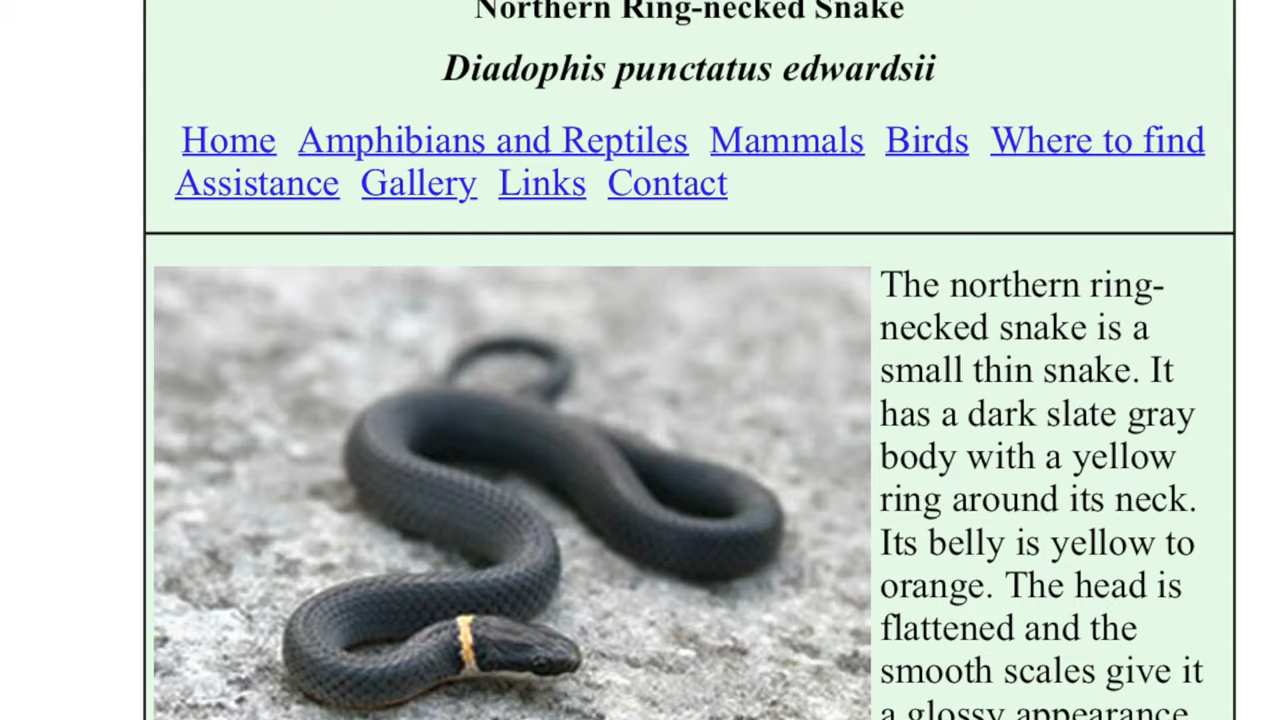 Northern Ring-necked Snake
Diadophis punctatus edwardsii
Home Amphibians and Reptiles Mammals Birds Where to find
Assistance Gallery Links Contact
The northern ring-
necked snake is a
small thin snake. It
has a dark slate gray
body with a yellow
ring around its neck.
Its belly is yellow to
orange. The head is
flattened and the
smooth scales give it
a glossy appearance